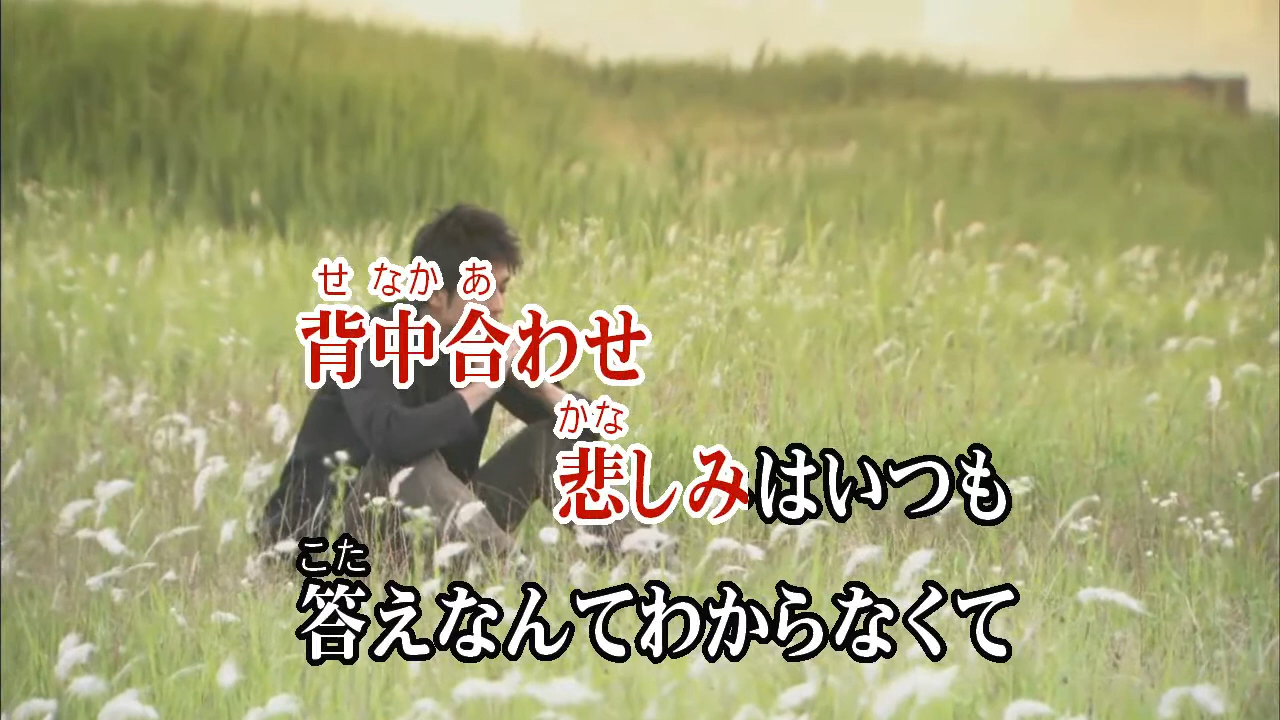 せ なか あ
背中合わせ
かな
悲しみはいつも
こた
答えなんてわからなくて